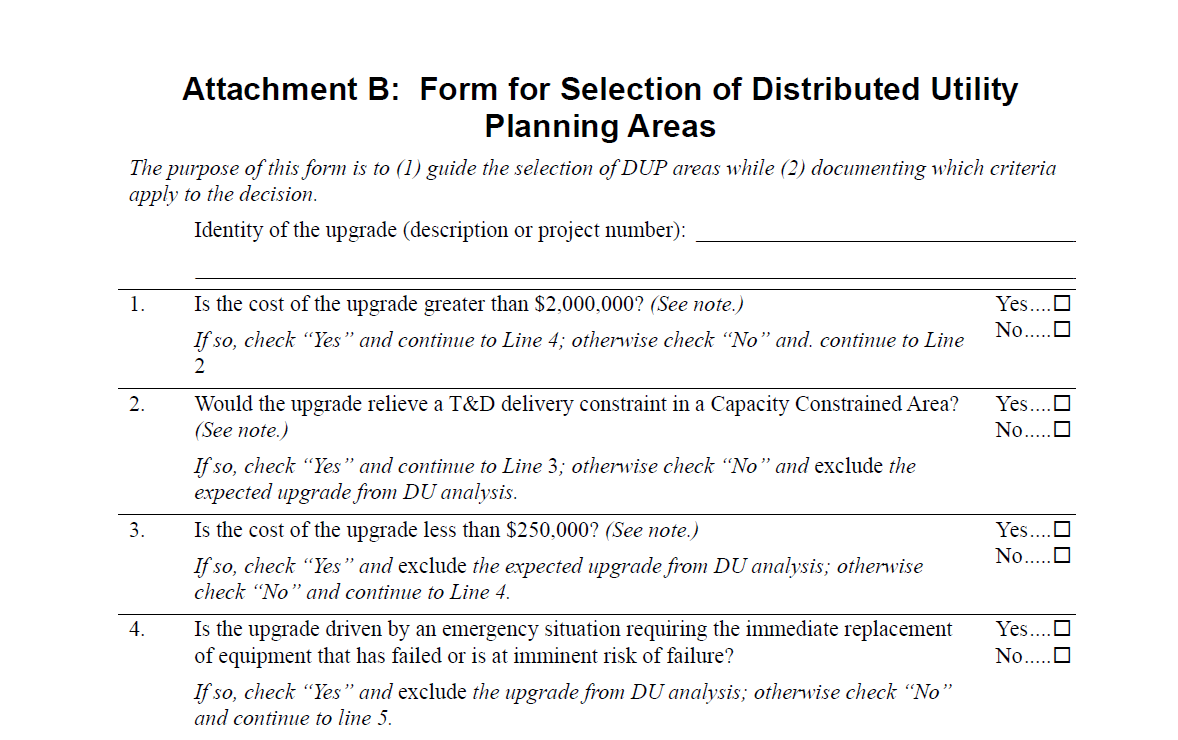 Attachment B:  Form for Selection of Distributed Utility
Planning Areas
The purpose of this form is to (1) guide the selection of DUP areas while (2) documenting which criteria
apply to the decision.
Identity of the upgrade (description or project number):
1. Is the cost of the upgrade greater than $2,000,000? (See note.) Yes....☐
No.....☐
If so, check “Yes” and continue to Line 4; otherwise check “No” and. continue to Line
2
2. Would the upgrade relieve a T&D delivery constraint in a Capacity Constrained Area? Yes....☐
(See note.) No.....☐
If so, check “Yes” and continue to Line 3; otherwise check “No” and exclude the
expected upgrade from DU analysis.
3. Is the cost of the upgrade less than $250,000? (See note.) Yes....☐
No.....☐
If so, check “Yes” and exclude the expected upgrade from DU analysis; otherwise
check “No” and continue to Line 4.
4. Is the upgrade driven by an emergency situation requiring the immediate replacement Yes....☐
of equipment that has failed or is at imminent risk of failure? No.....☐
If so, check “Yes” and exclude the upgrade from DU analysis; otherwise check “No”
and continue to line 5.